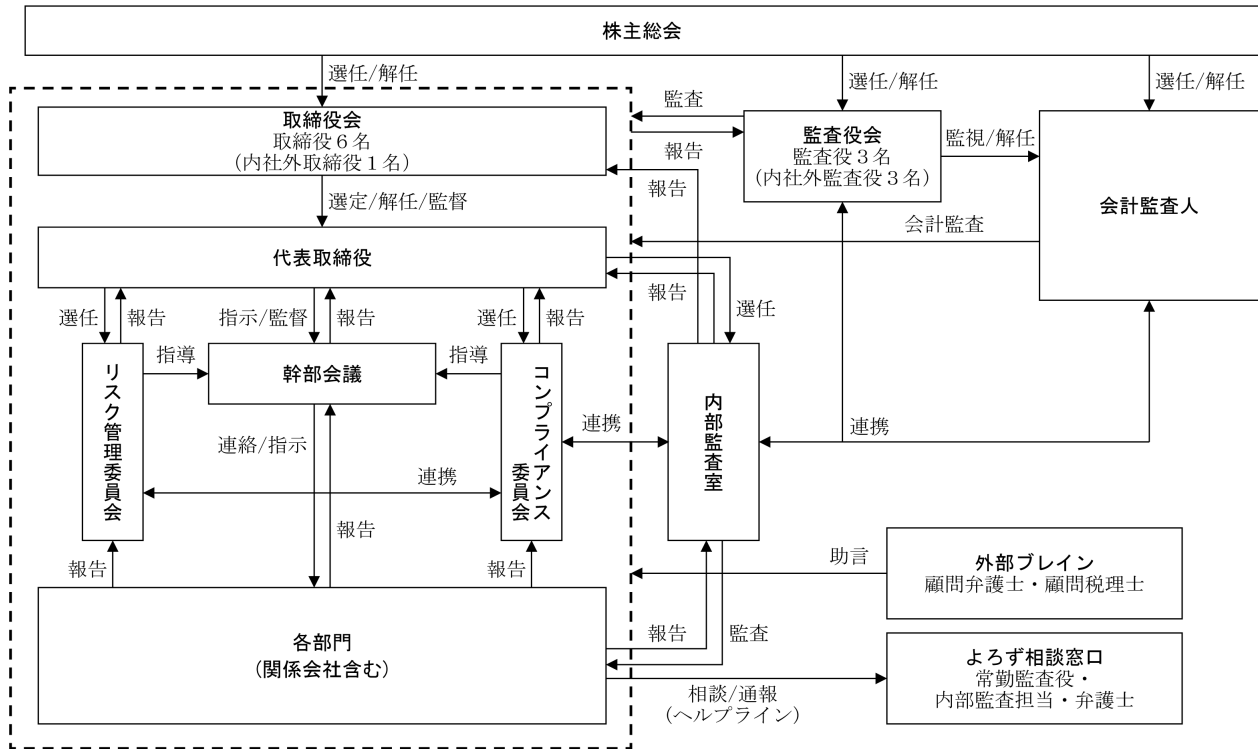 株主総会
選任/解任
選任/解任
選任/解任
取締役会
取締役6名
(内社外取締役1名)
監査
報告
監査役会
監査役3名
(内社外監査役3名)
監視/解任
会計監査人
報告
選定/解任/監督
会計監査
代表取締役
報告
選任
選任
報告
指示/監督
報告
選任
報告
リスク管理委員会
指導
幹部会議
指導
コンプライアンス
委員会
内部監査室
連携
連携
連絡/指示
連携
報告
報告
報告
助言
外部ブレイン
顧問弁護士・顧問税理士
各部門
(関係会社含む)
報告
監査
相談/通報
(ヘルプライン)
よろず相談窓口
常勤監査役・
内部監査担当・弁護士